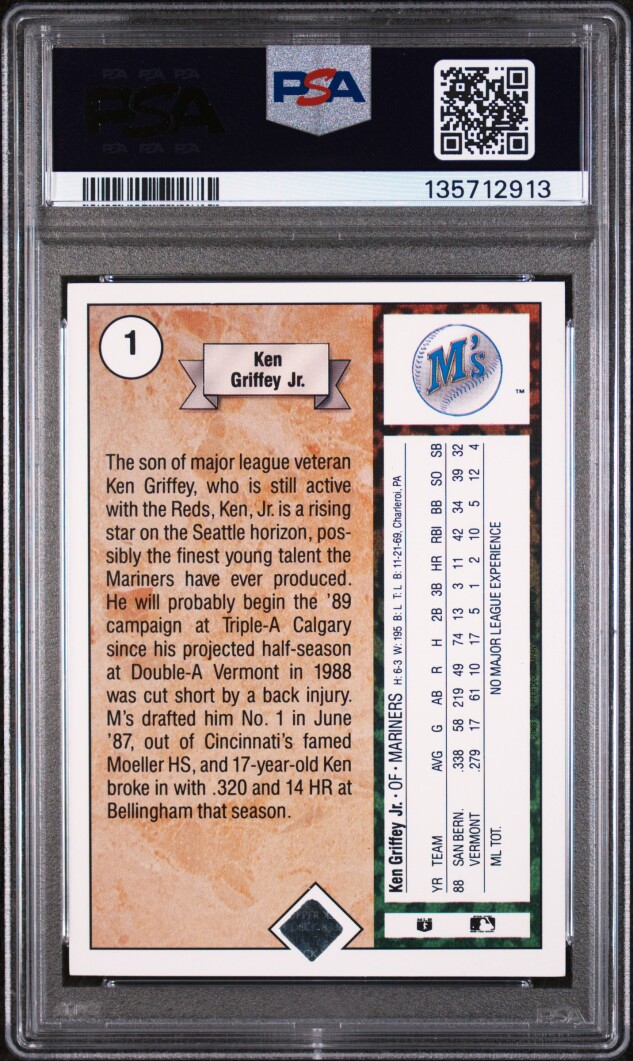 PSA
135712913
1
Ken
Griffey Jr.
M's
TM
The son of major league veteran
Ken Griffey, who is still active
with the Reds, Ken, Jr. is a rising
star on the Seattle horizon, pos-
sibly the finest young talent the
Mariners have ever produced.
He will probably begin the '89
campaign at Triple-A Calgary
since his projected half-season
at Double-A Vermont in 1988
was cut short by a back injury.
M's drafted him No. 1 in June
'87, out of Cincinnati's famed
Moeller HS, and 17-year-old Ken
broke in with .320 and 14 HR at
Bellingham that season.
Ken Griffey Jr. • OF • MARINERS H: 6-3 W: 195 B: L T: L B: 11-21-69, Charleroi, PA
YR TEAM AVG G AB R H 2B 3B HR RBI BB SO SB
88 SAN BERN. .338 58 219 49 74 13 3 11 42 34 39 32
VERMONT .279 17 61 10 17 5 1 2 10 5 12 4
ML TOT. NO MAJOR LEAGUE EXPERIENCE
PSA